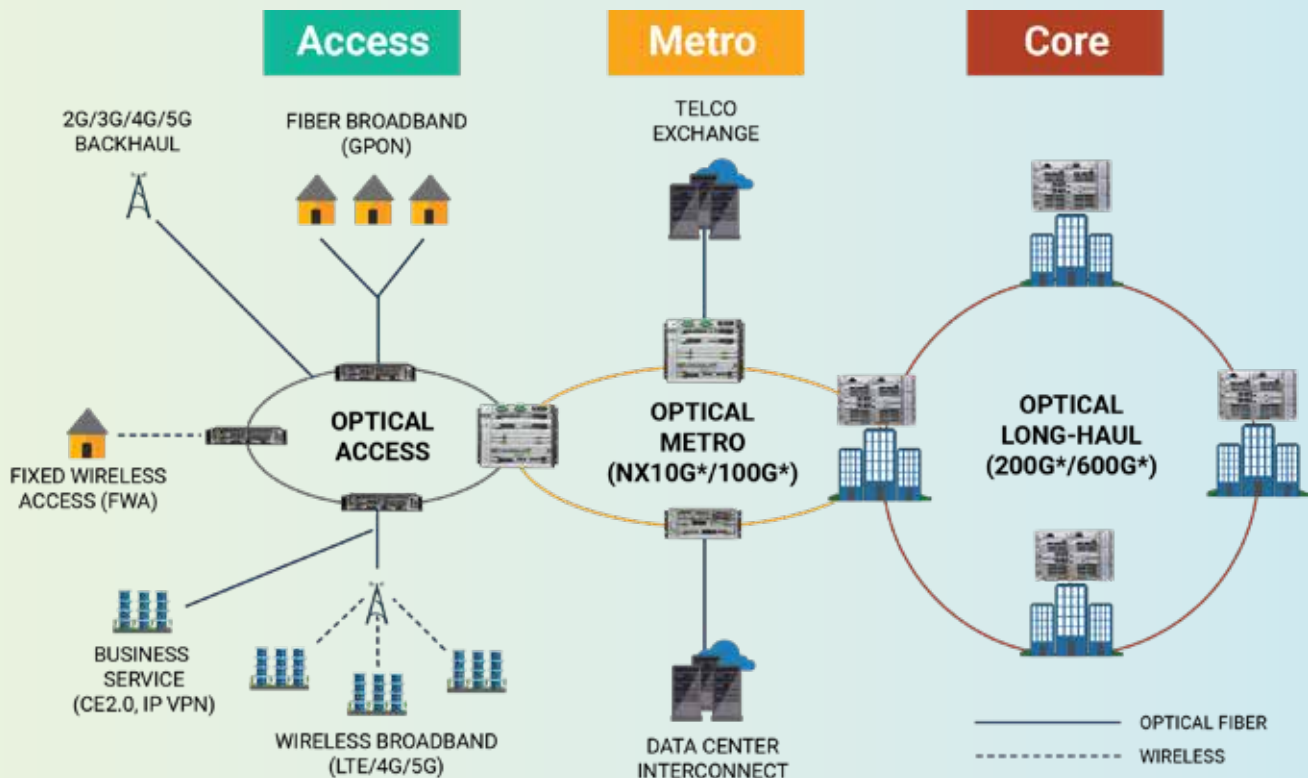 Access
Metro
Core
2G/3G/4G/5G
BACKHAUL
FIBER BROADBAND
(GPON)
TELCO
EXCHANGE
OPTICAL
ACCESS
OPTICAL
METRO
(NX10G*/100G*)
OPTICAL
LONG-HAUL
(200G*/600G*)
FIXED WIRELESS
ACCESS (FWA)
BUSINESS
SERVICE
(CE2.0, IP VPN)
WIRELESS BROADBAND
(LTE/4G/5G)
DATA CENTER
INTERCONNECT
OPTICAL FIBER
WIRELESS